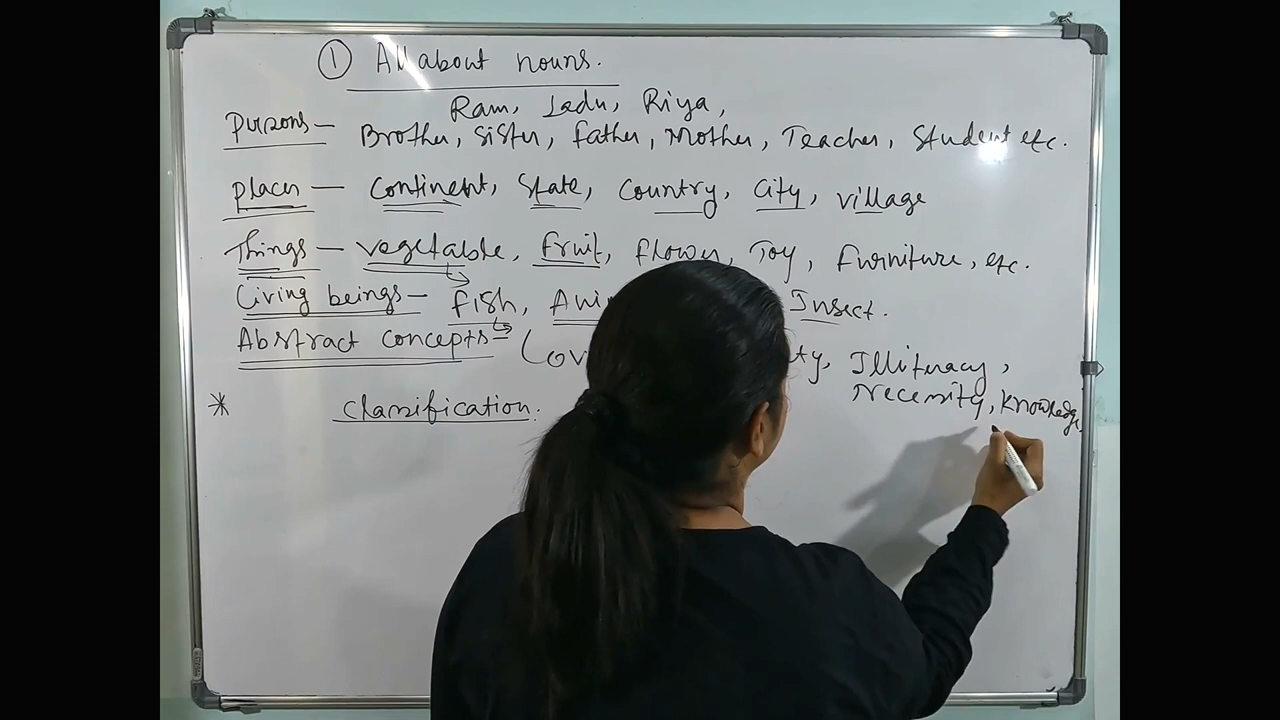 ① All about nouns.
Ram, Ladu, Riya,
Persons — Brother, Sister, Father, Mother, Teacher, Student etc.
places — Continent, State, Country, City, village
Things — vegetable, fruit, flower, Toy, Furniture, etc.
Living beings — fish, Insect.
Abstract concepts — Illiteracy,
Necessity, Knowledge,
* Classification.